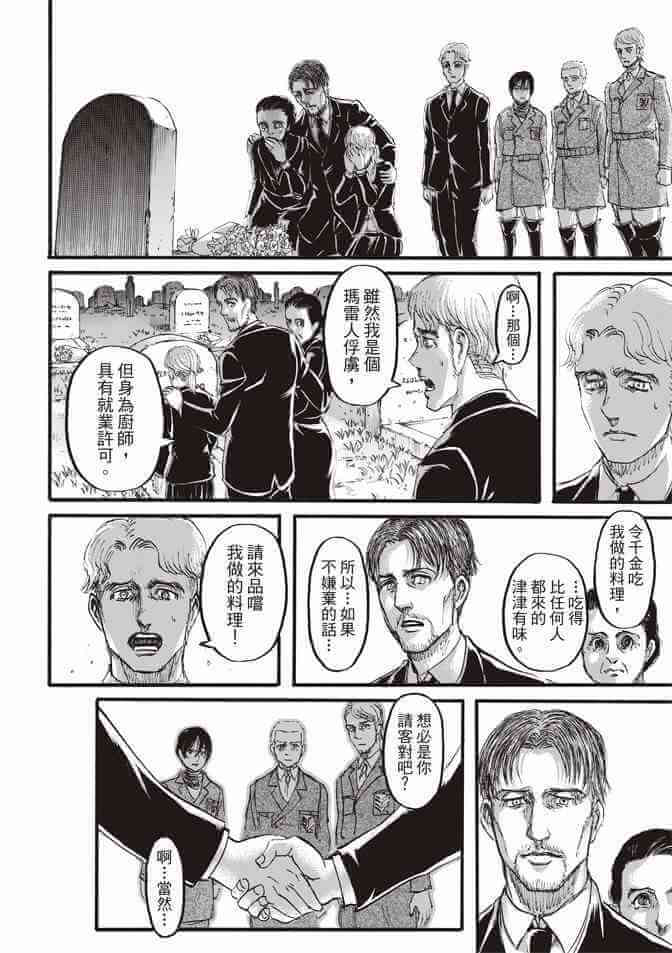 啊…那個…
雖然我是個
瑪雷人俘虜，
但身為廚師，
具有就業許可。
令千金吃
我做的料理，
…吃得
比任何人
都來的
津津有味。
所以…如果
不嫌棄的話…
請來品嚐
我做的料理！
想必是你
請客對吧?
啊…當然…